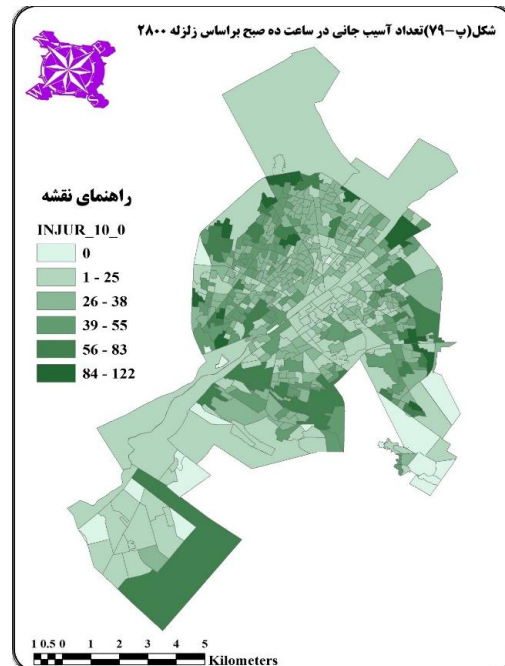 شکل(پ-۷۹)تعداد آسیب جانی در ساعت ده صبح براساس زلزله ۲۸۰۰
راهنمای نقشه
INJUR_10_0
0
1 - 25
26 - 38
39 - 55
56 - 83
84 - 122
1 0.5 0 1 2 3 4 5
Kilometers